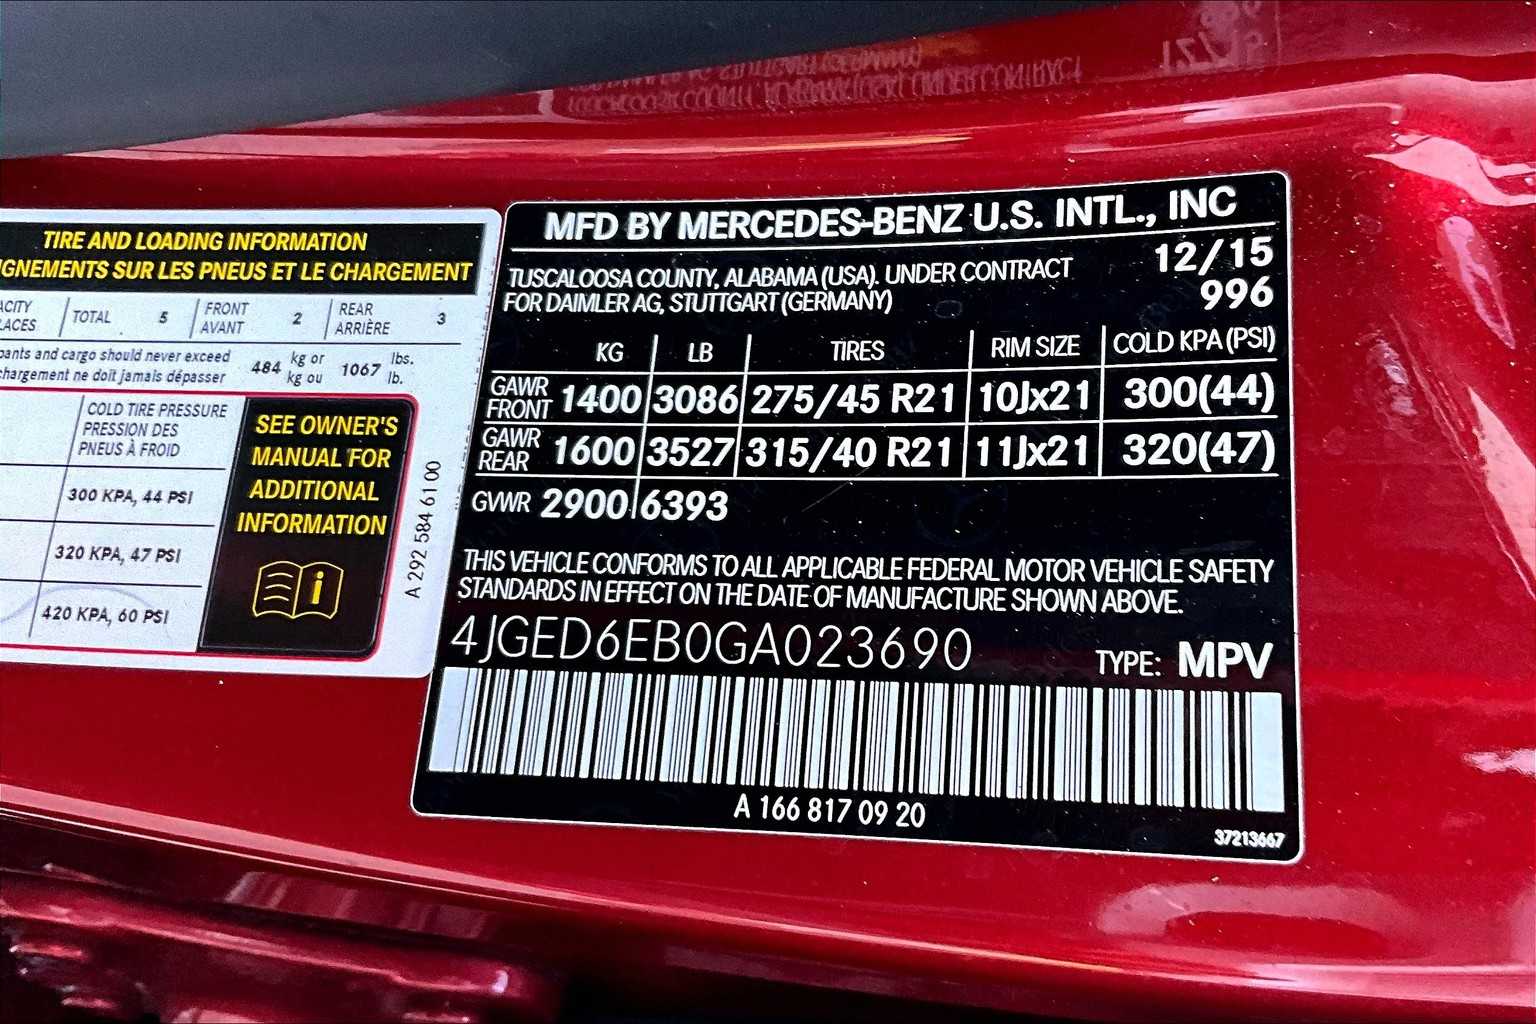 TIRE AND LOADING INFORMATION
GNEMENTS SUR LES PNEUS ET LE CHARGEMENT
TOTAL 5 FRONT AVANT 2 REAR ARRIÈRE 3
and cargo should never exceed
ne doit jamais dépasser
484 kg or kg ou 1067 lbs. lb.
COLD TIRE PRESSURE
PRESSION DES
PNEUS À FROID
300 KPA, 44 PSI
320 KPA, 47 PSI
420 KPA, 60 PSI
SEE OWNER'S
MANUAL FOR
ADDITIONAL
INFORMATION
A 292 584 61 00
MFD BY MERCEDES-BENZ U.S. INTL., INC
TUSCALOOSA COUNTY, ALABAMA (USA). UNDER CONTRACT
FOR DAIMLER AG, STUTTGART (GERMANY)
12/15
996
KG LB TIRES RIM SIZE COLD KPA (PSI)
GAWR FRONT 1400 3086 275/45 R21 10Jx21 300(44)
GAWR REAR 1600 3527 315/40 R21 11Jx21 320(47)
GVWR 2900 6393
THIS VEHICLE CONFORMS TO ALL APPLICABLE FEDERAL MOTOR VEHICLE SAFETY
STANDARDS IN EFFECT ON THE DATE OF MANUFACTURE SHOWN ABOVE.
4JGED6EB0GA023690 TYPE: MPV
A 166 817 09 20
37213667